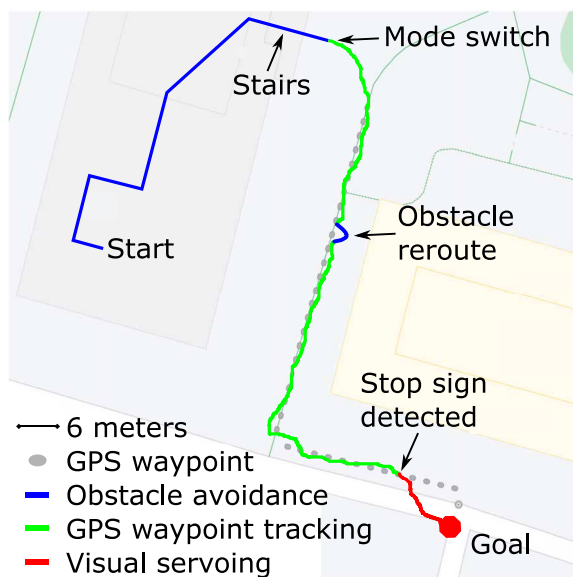 Mode switch
Stairs
Start
Obstacle
reroute
Stop sign
detected
6 meters
GPS waypoint
Obstacle avoidance
GPS waypoint tracking
Visual servoing
Goal